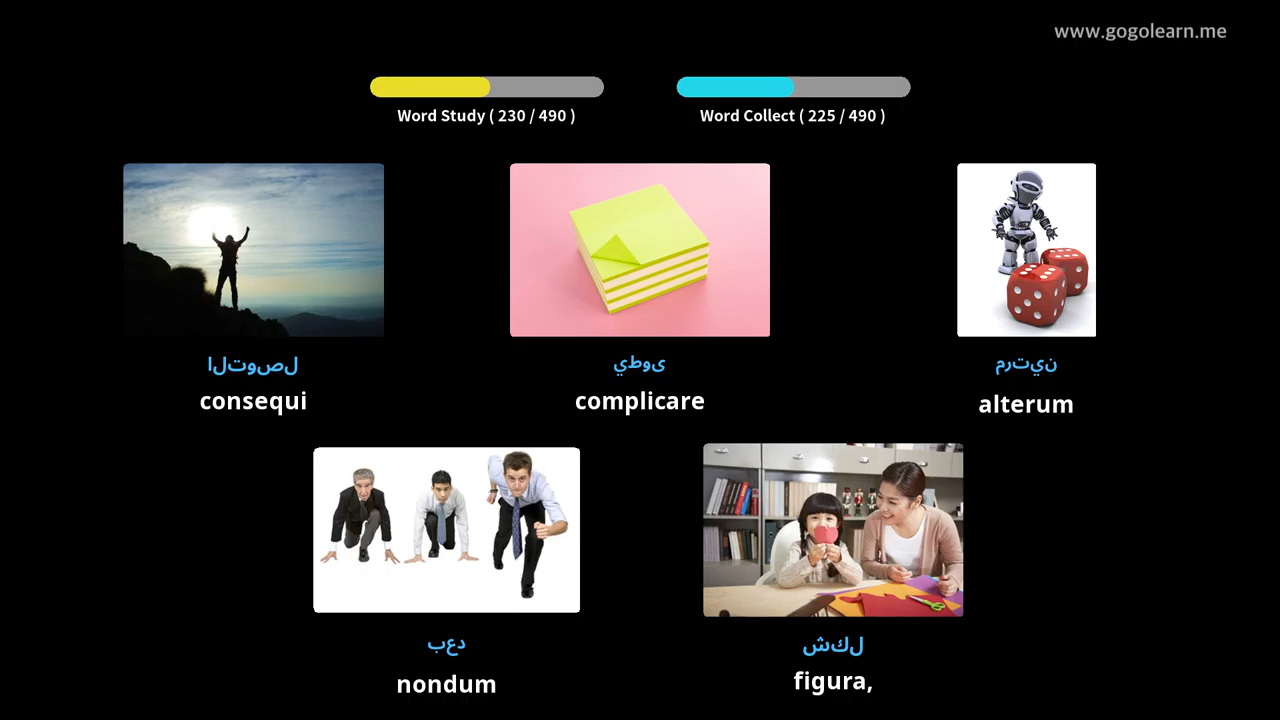 www.gogolearn.me
Word Study ( 230 / 490 )
Word Collect ( 225 / 490 )
التوصل
consequi
يطوى
complicare
مرتين
alterum
بعد
nondum
شكل
figura,